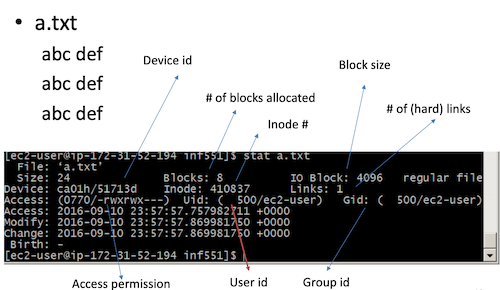 • a.txt
abc def
abc def
abc def
Device id
Block size
# of blocks allocated
# of (hard) links
Inode #
[ec2-user@ip-172-31-52-194 inf551]$ stat a.txt
File: ‘a.txt’
Size: 24 Blocks: 8 IO Block: 4096 regular file
Device: ca01h/51713d Inode: 410837 Links: 1
Access: (0770/-rwxrwx---) Uid: ( 500/ec2-user) Gid: ( 500/ec2-user)
Access: 2016-09-10 23:57:57.757982711 +0000
Modify: 2016-09-10 23:57:57.869981750 +0000
Change: 2016-09-10 23:57:57.869981750 +0000
Birth: -
[ec2-user@ip-172-31-52-194 inf551]$
Access permission
User id
Group id